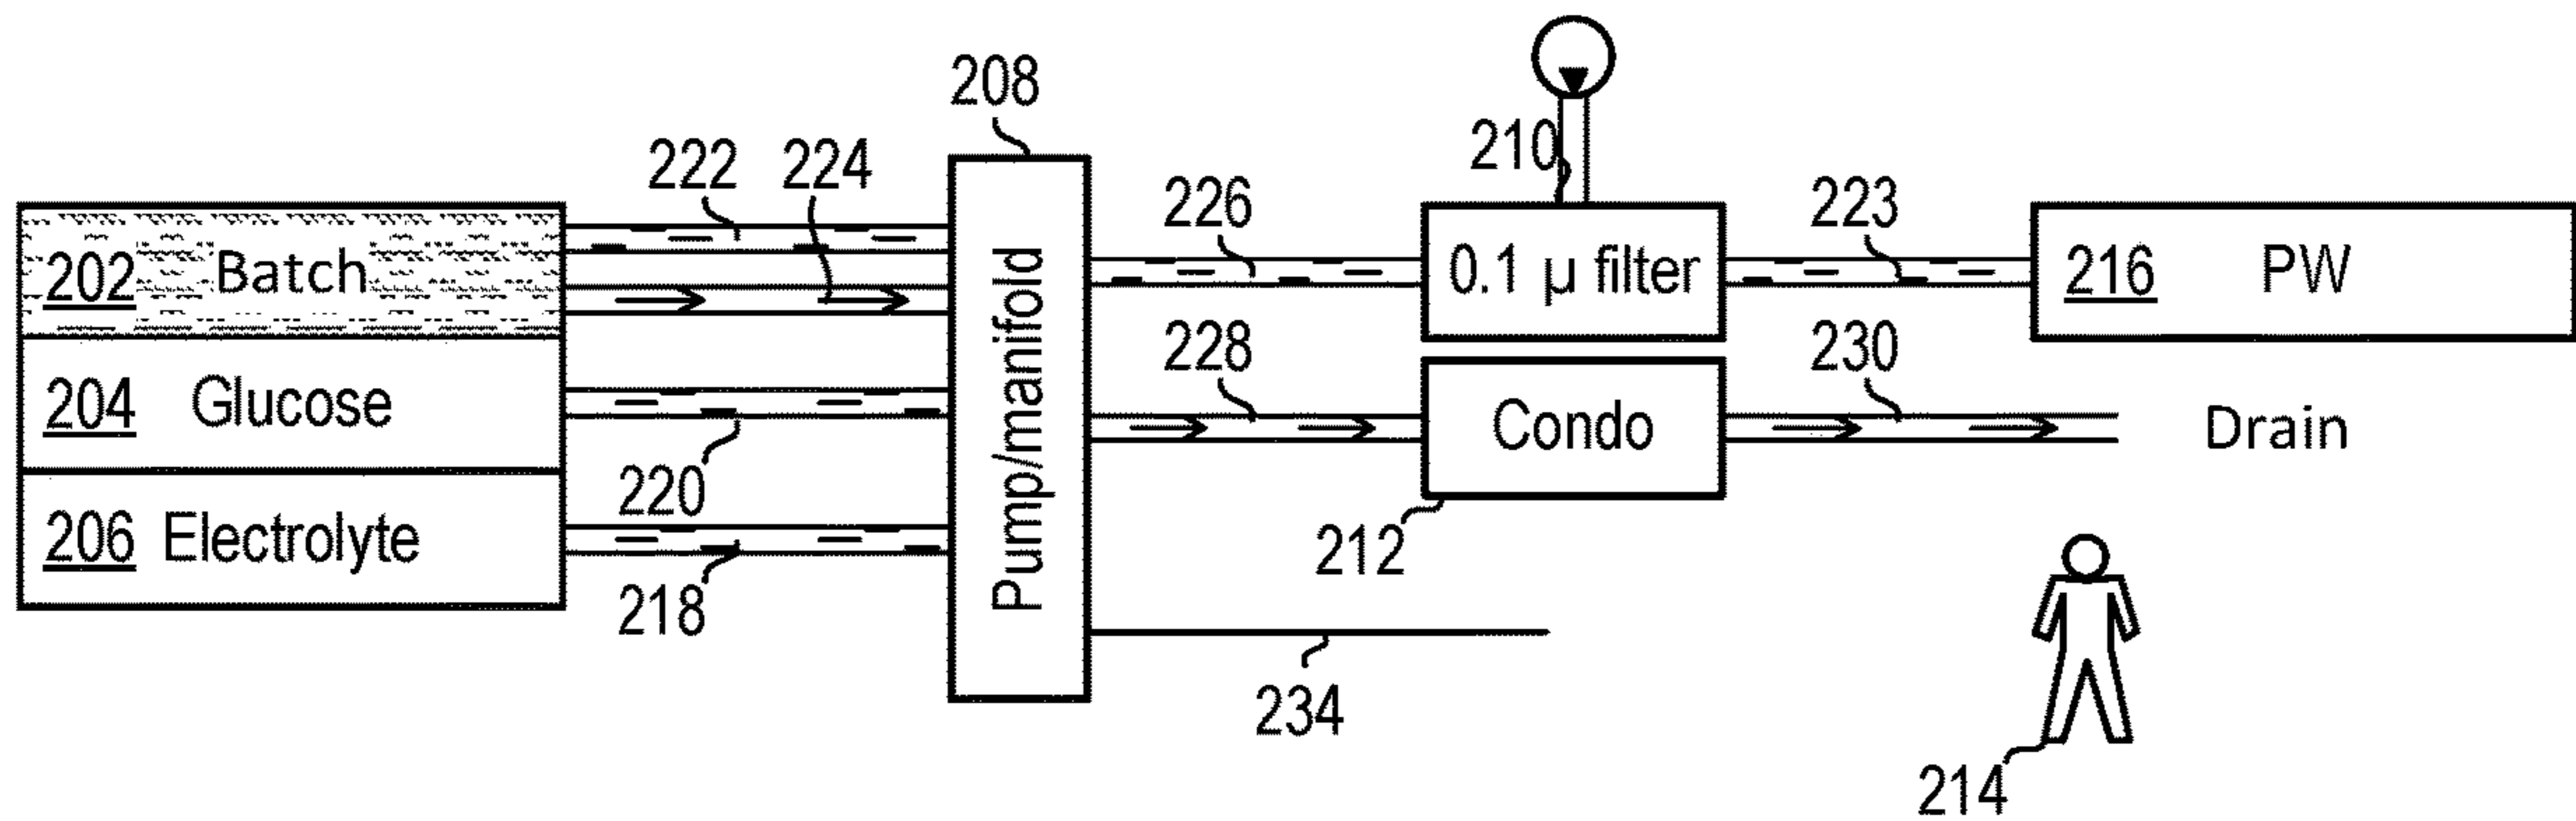 208
222 224
210
226
223
202 Batch
0.1 µ filter
216 PW
Pump/manifold
204 Glucose
228
230
Condo
Drain
220
206 Electrolyte
212
218
234
214